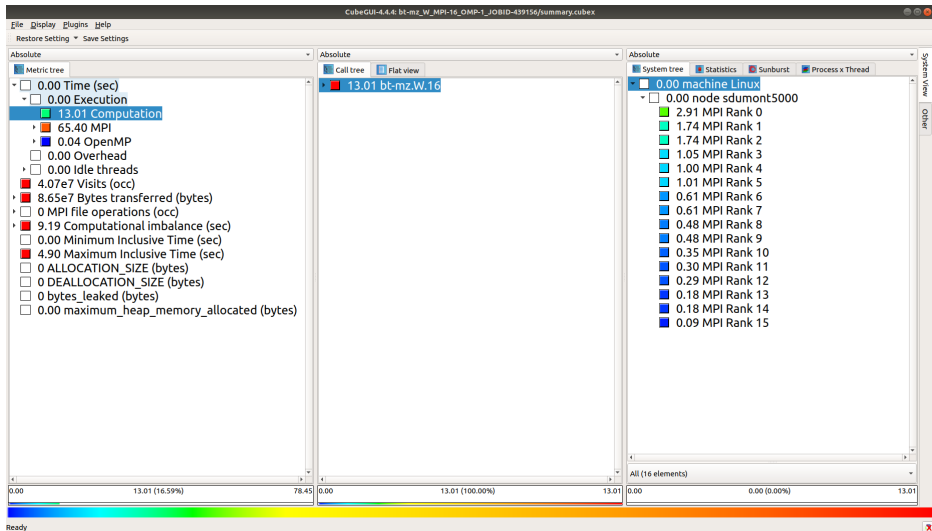 CubeGUI-4.4.4: bt-mz_W_MPI-16_OMP-1_JOBID-439156/summary.cubex
File Display Plugins Help
Restore Setting Save Settings
Absolute
Metric tree
0.00 Time (sec)
0.00 Execution
13.01 Computation
65.40 MPI
0.04 OpenMP
0.00 Overhead
0.00 Idle threads
4.07e7 Visits (occ)
8.65e7 Bytes transferred (bytes)
0 MPI file operations (occ)
9.19 Computational imbalance (sec)
0.00 Minimum Inclusive Time (sec)
4.90 Maximum Inclusive Time (sec)
0 ALLOCATION_SIZE (bytes)
0 DEALLOCATION_SIZE (bytes)
0 bytes_leaked (bytes)
0.00 maximum_heap_memory_allocated (bytes)
0.00 13.01 (16.59%) 78.45
Absolute
Call tree Flat view
13.01 bt-mz.W.16
0.00 13.01 (100.00%) 13.01
Absolute
System tree Statistics Sunburst Process x Thread
0.00 machine Linux
0.00 node sdumont5000
2.91 MPI Rank 0
1.74 MPI Rank 1
1.74 MPI Rank 2
1.05 MPI Rank 3
1.00 MPI Rank 4
1.01 MPI Rank 5
0.61 MPI Rank 6
0.61 MPI Rank 7
0.48 MPI Rank 8
0.48 MPI Rank 9
0.35 MPI Rank 10
0.30 MPI Rank 11
0.29 MPI Rank 12
0.18 MPI Rank 13
0.18 MPI Rank 14
0.09 MPI Rank 15
All (16 elements)
0.00 0.00 (0.00%) 13.01
System View
Other
Ready